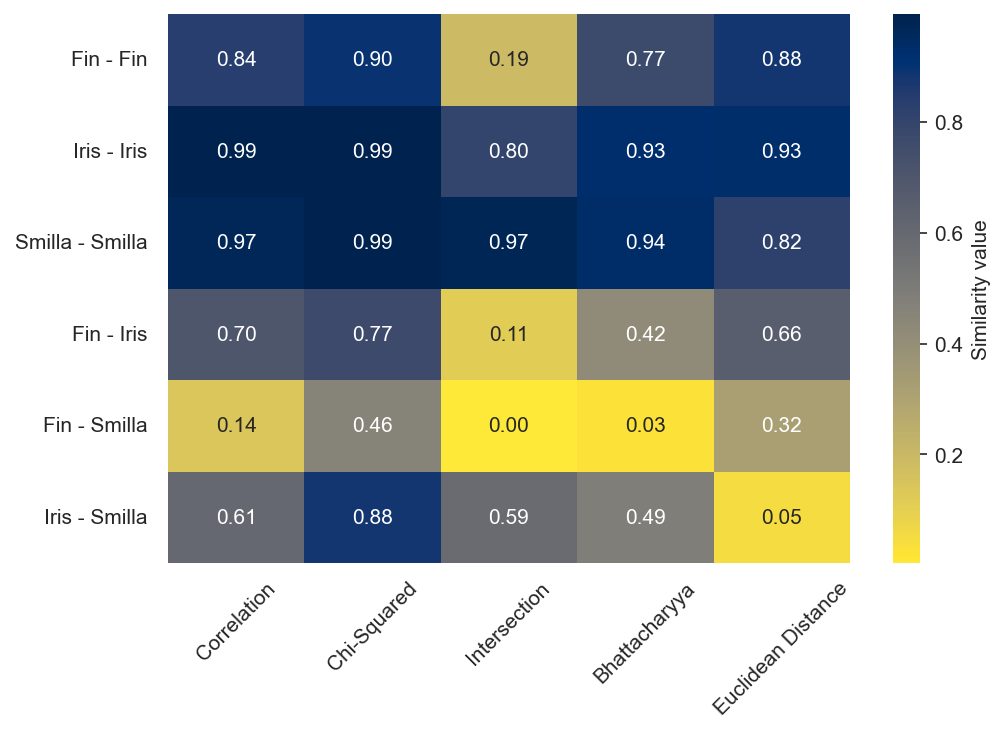 Fin - Fin 0.84 0.90 0.19 0.77 0.88
Iris - Iris 0.99 0.99 0.80 0.93 0.93
Smilla - Smilla 0.97 0.99 0.97 0.94 0.82
Fin - Iris 0.70 0.77 0.11 0.42 0.66
Fin - Smilla 0.14 0.46 0.00 0.03 0.32
Iris - Smilla 0.61 0.88 0.59 0.49 0.05
Correlation
Chi-Squared
Intersection
Bhattacharyya
Euclidean Distance
0.8
0.6
0.4
0.2
Similarity value